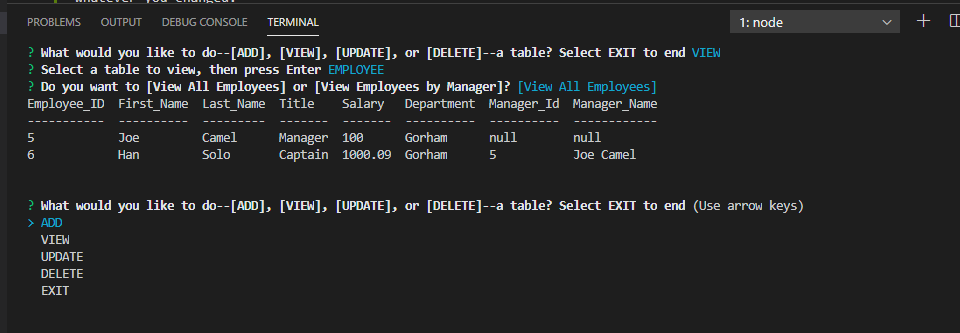 whatever you changed.
PROBLEMS OUTPUT DEBUG CONSOLE TERMINAL 1: node
? What would you like to do--[ADD], [VIEW], [UPDATE], or [DELETE]--a table? Select EXIT to end VIEW
? Select a table to view, then press Enter EMPLOYEE
? Do you want to [View All Employees] or [View Employees by Manager]? [View All Employees]
Employee_ID First_Name Last_Name Title Salary Department Manager_Id Manager_Name
----------- ---------- --------- ------- ------- ---------- ---------- ------------
5 Joe Camel Manager 100 Gorham null null
6 Han Solo Captain 1000.09 Gorham 5 Joe Camel
? What would you like to do--[ADD], [VIEW], [UPDATE], or [DELETE]--a table? Select EXIT to end (Use arrow keys)
> ADD
VIEW
UPDATE
DELETE
EXIT